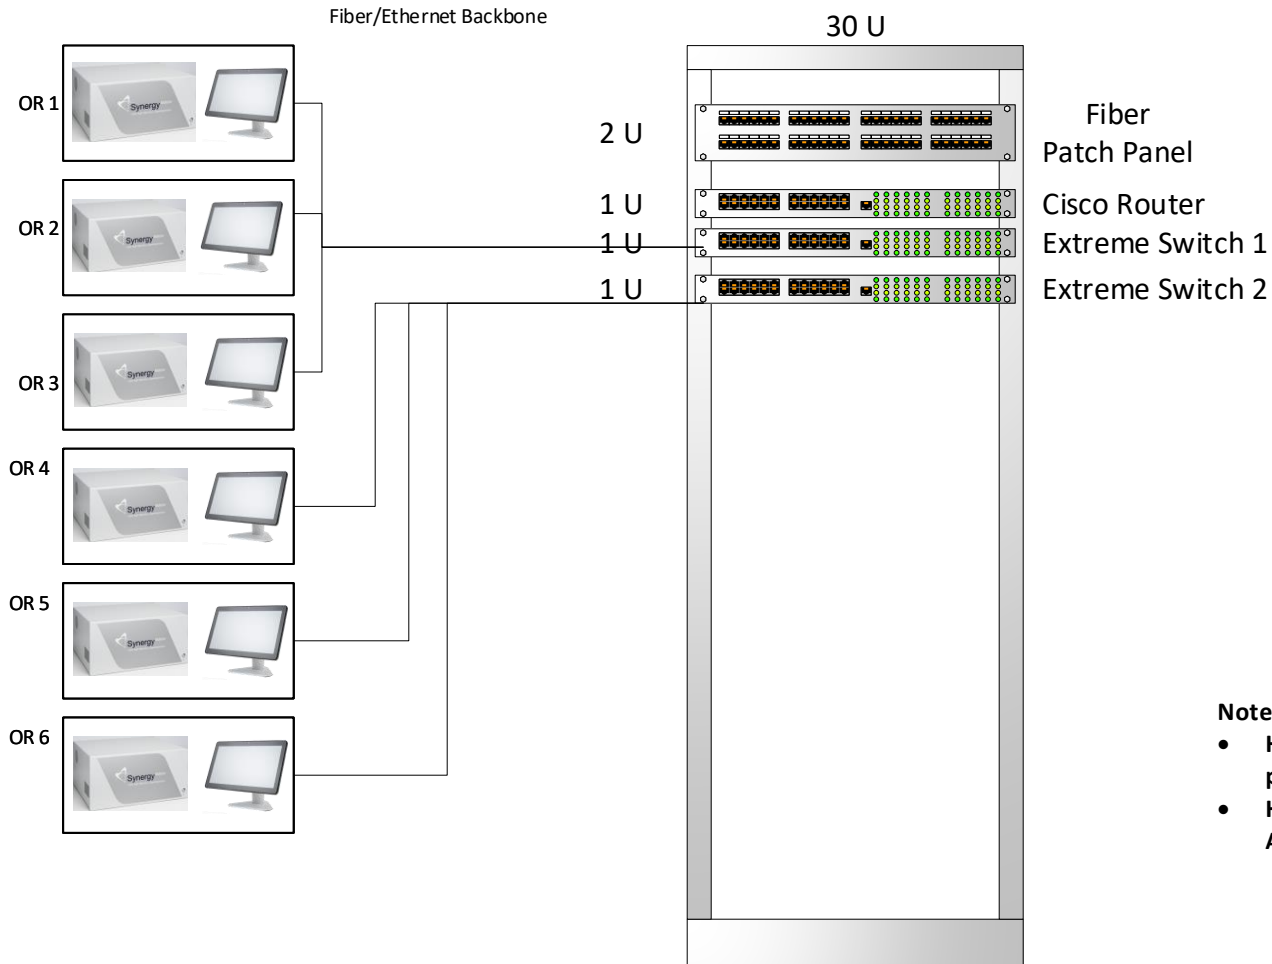 Fiber/Ethernet Backbone
30 U
OR 1
Synergy
2 U
Fiber
Patch Panel
OR 2
Synergy
1 U
Cisco Router
1 U
Extreme Switch 1
1 U
Extreme Switch 2
OR 3
Synergy
OR 4
Synergy
OR 5
Synergy
OR 6
Synergy
Note